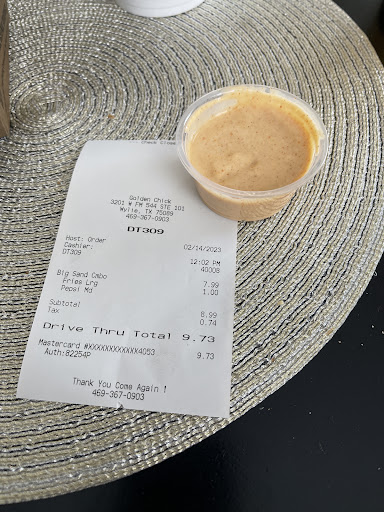 Check Close
Golden Chick
3201 W FM 544 STE 101
Wylie, TX 75089
469-367-0903
DT309
Host: Order 02/14/2023
Cashier: 12:02 PM
DT309 40008
Big Sand Cmbo 7.99
Fries Lrg 1.00
Pepsi Md
Subtotal 8.99
Tax 0.74
Drive Thru Total 9.73
Mastercard #XXXXXXXXXXXX4053 9.73
Auth:82254P
Thank You Come Again !
469-367-0903